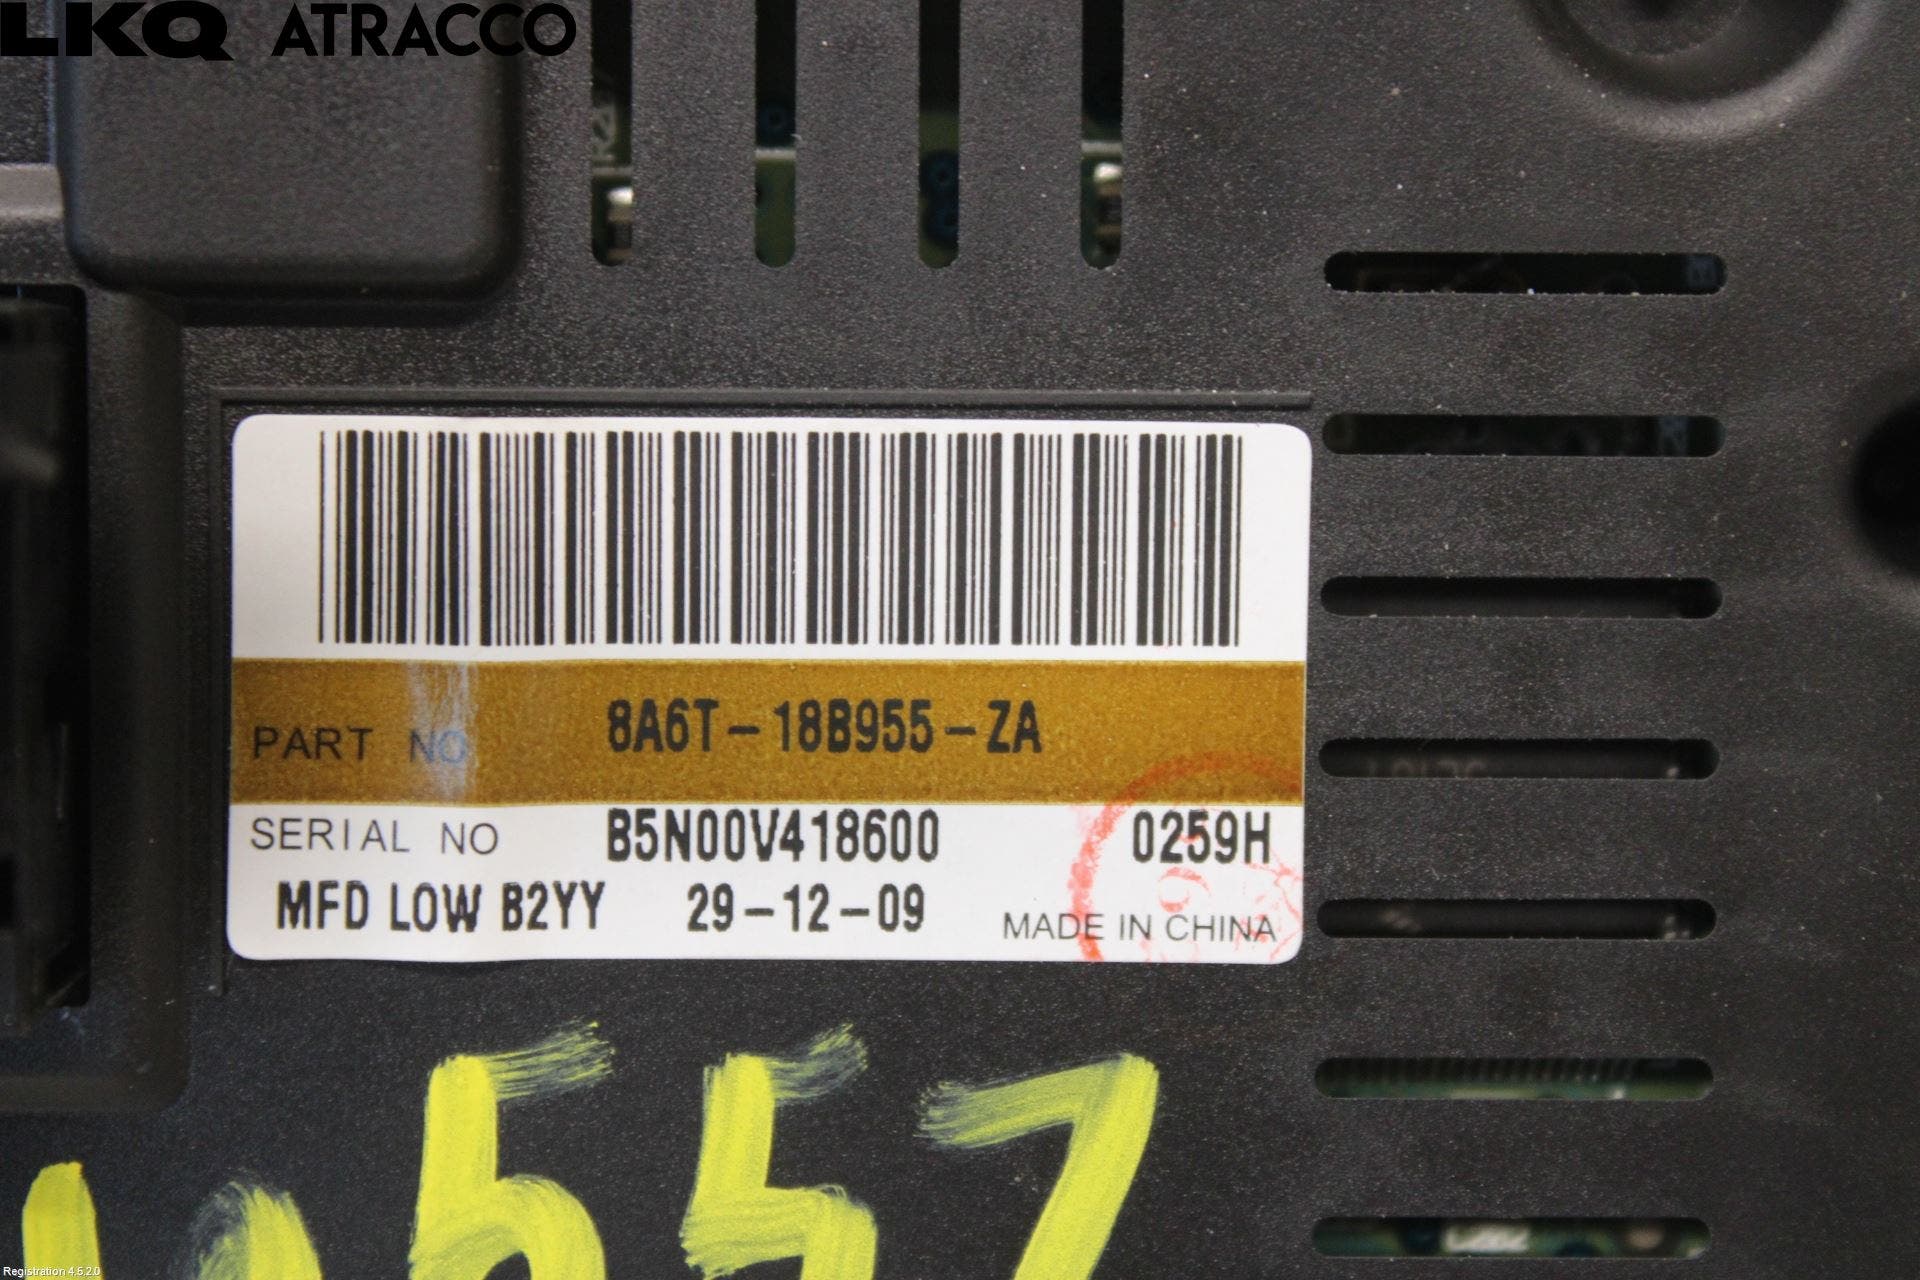 LKQ ATRACCO
PART NO 8A6T-18B955-ZA
SERIAL NO B5N00V418600 0259H
MFD LOW B2YY 29-12-09 MADE IN CHINA
557
Registration 4.5.2.0